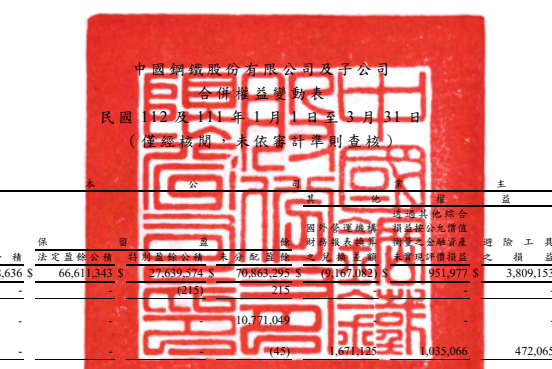 中國鋼鐵股份有限公司及子公司
合併權益變動表
民國 112 及 111 年 1 月 1 日至 3 月 31 日
（僅經核閱，未依審計準則查核）
本 公 司 業 主
其 他 權 益
保 留 盈 餘 國外營運機構 財務報表換算 之兌換差額 透過其他綜合 損益按公允價值 衡量之金融資產 未實現評價損益 避險工具 之損益
積 法定盈餘公積 特別盈餘公積 未分配盈餘
,636 $ 66,611,343 $ 27,639,574 $ 70,863,295 $ (9,167,082) $ 951,977 $ 3,809,153
- - (215) 215 - - -
- - - 10,771,049 - - -
- - - (45) 1,671,125 1,035,066 472,065